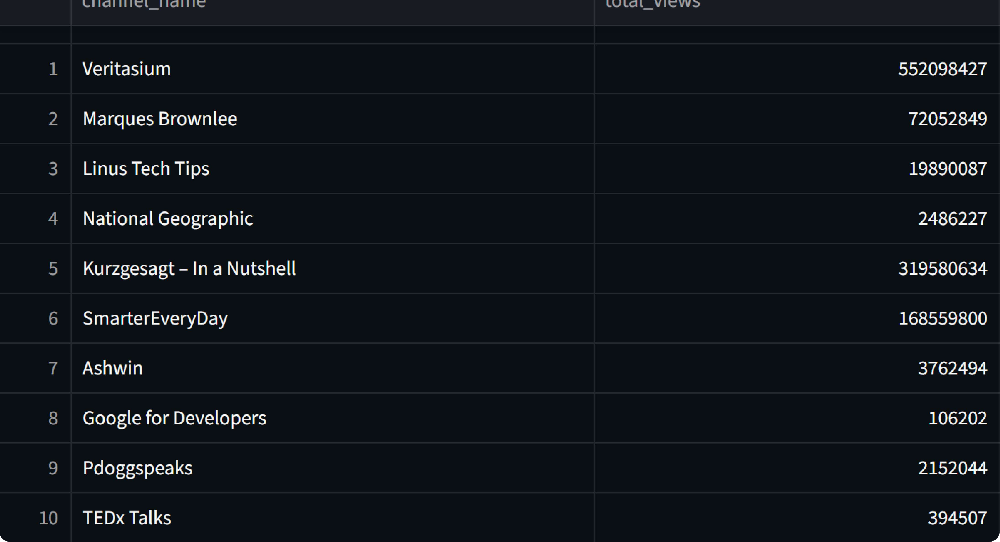 channel_name total_views
1 Veritasium 552098427
2 Marques Brownlee 72052849
3 Linus Tech Tips 19890087
4 National Geographic 2486227
5 Kurzgesagt – In a Nutshell 319580634
6 SmarterEveryDay 168559800
7 Ashwin 3762494
8 Google for Developers 106202
9 Pdoggspeaks 2152044
10 TEDx Talks 394507